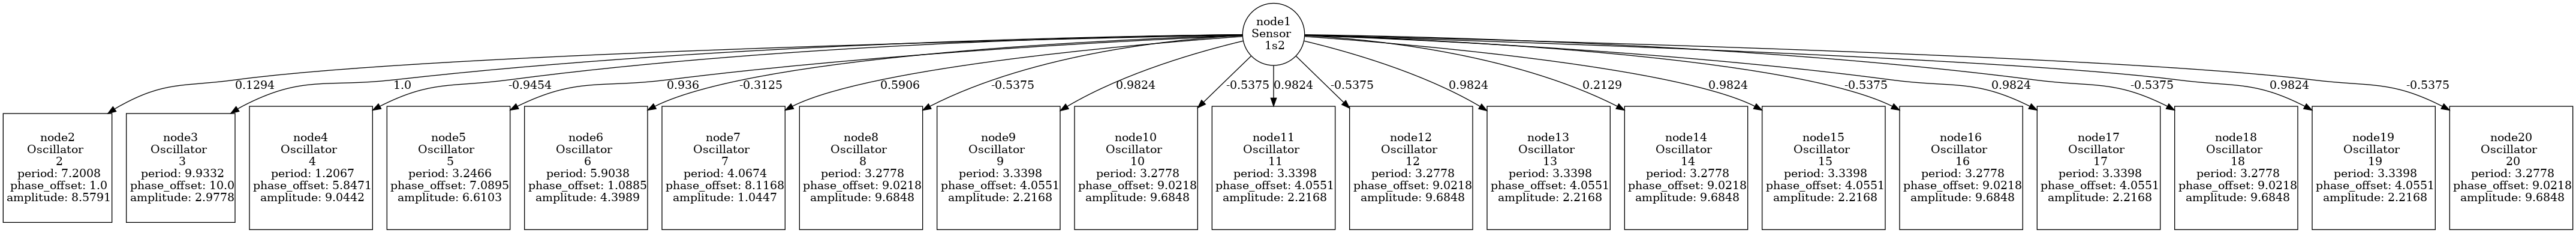 node1
Sensor
1s2
0.1294
1.0
-0.9454
0.936
-0.3125
0.5906
-0.5375
0.9824
-0.5375
0.9824
-0.5375
0.9824
0.2129
0.9824
-0.5375
0.9824
-0.5375
0.9824
-0.5375
node2
Oscillator
2
period: 7.2008
phase_offset: 1.0
amplitude: 8.5791
node3
Oscillator
3
period: 9.9332
phase_offset: 10.0
amplitude: 2.9778
node4
Oscillator
4
period: 1.2067
phase_offset: 5.8471
amplitude: 9.0442
node5
Oscillator
5
period: 3.2466
phase_offset: 7.0895
amplitude: 6.6103
node6
Oscillator
6
period: 5.9038
phase_offset: 1.0885
amplitude: 4.3989
node7
Oscillator
7
period: 4.0674
phase_offset: 8.1168
amplitude: 1.0447
node8
Oscillator
8
period: 3.2778
phase_offset: 9.0218
amplitude: 9.6848
node9
Oscillator
9
period: 3.3398
phase_offset: 4.0551
amplitude: 2.2168
node10
Oscillator
10
period: 3.2778
phase_offset: 9.0218
amplitude: 9.6848
node11
Oscillator
11
period: 3.3398
phase_offset: 4.0551
amplitude: 2.2168
node12
Oscillator
12
period: 3.2778
phase_offset: 9.0218
amplitude: 9.6848
node13
Oscillator
13
period: 3.3398
phase_offset: 4.0551
amplitude: 2.2168
node14
Oscillator
14
period: 3.2778
phase_offset: 9.0218
amplitude: 9.6848
node15
Oscillator
15
period: 3.3398
phase_offset: 4.0551
amplitude: 2.2168
node16
Oscillator
16
period: 3.2778
phase_offset: 9.0218
amplitude: 9.6848
node17
Oscillator
17
period: 3.3398
phase_offset: 4.0551
amplitude: 2.2168
node18
Oscillator
18
period: 3.2778
phase_offset: 9.0218
amplitude: 9.6848
node19
Oscillator
19
period: 3.3398
phase_offset: 4.0551
amplitude: 2.2168
node20
Oscillator
20
period: 3.2778
phase_offset: 9.0218
amplitude: 9.6848